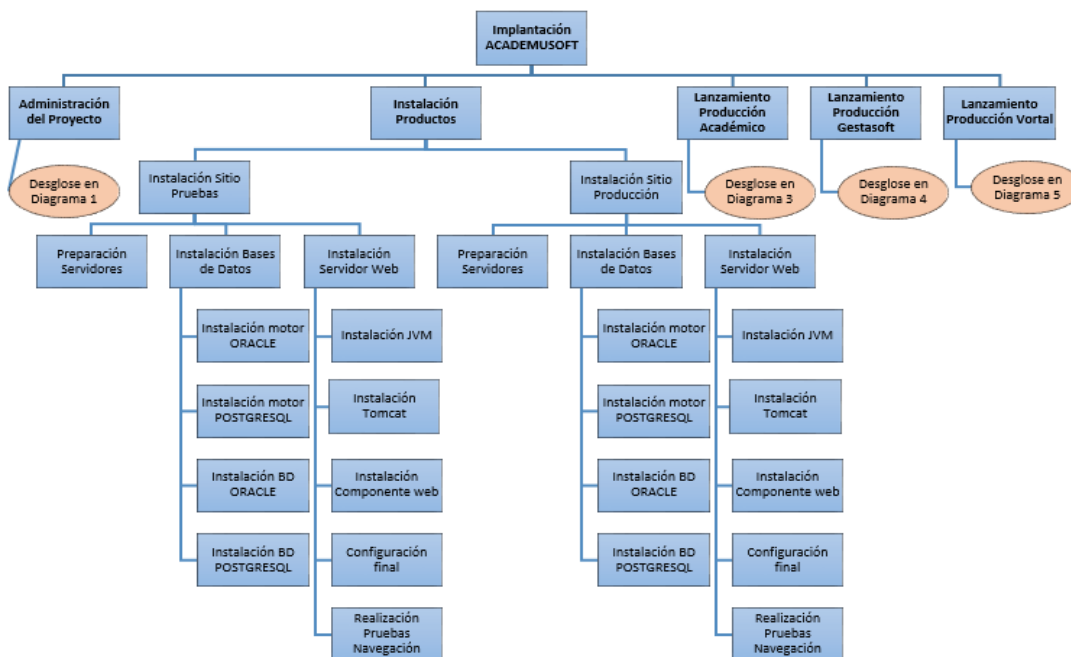 Implantación
ACADEMUSOFT
Administración
del Proyecto
Instalación
Productos
Lanzamiento
Producción
Académico
Lanzamiento
Producción
Gestasoft
Lanzamiento
Producción Vortal
Desglose en
Diagrama 1
Instalación Sitio
Pruebas
Instalación Sitio
Producción
Desglose en
Diagrama 3
Desglose en
Diagrama 4
Desglose en
Diagrama 5
Preparación
Servidores
Instalación Bases
de Datos
Instalación
Servidor Web
Preparación
Servidores
Instalación Bases
de Datos
Instalación
Servidor Web
Instalación motor
ORACLE
Instalación JVM
Instalación motor
ORACLE
Instalación JVM
Instalación motor
POSTGRESQL
Instalación
Tomcat
Instalación motor
POSTGRESQL
Instalación
Tomcat
Instalación BD
ORACLE
Instalación
Componente web
Instalación BD
ORACLE
Instalación
Componente web
Instalación BD
POSTGRESQL
Configuración
final
Instalación BD
POSTGRESQL
Configuración
final
Realización
Pruebas
Navegación
Realización
Pruebas
Navegación